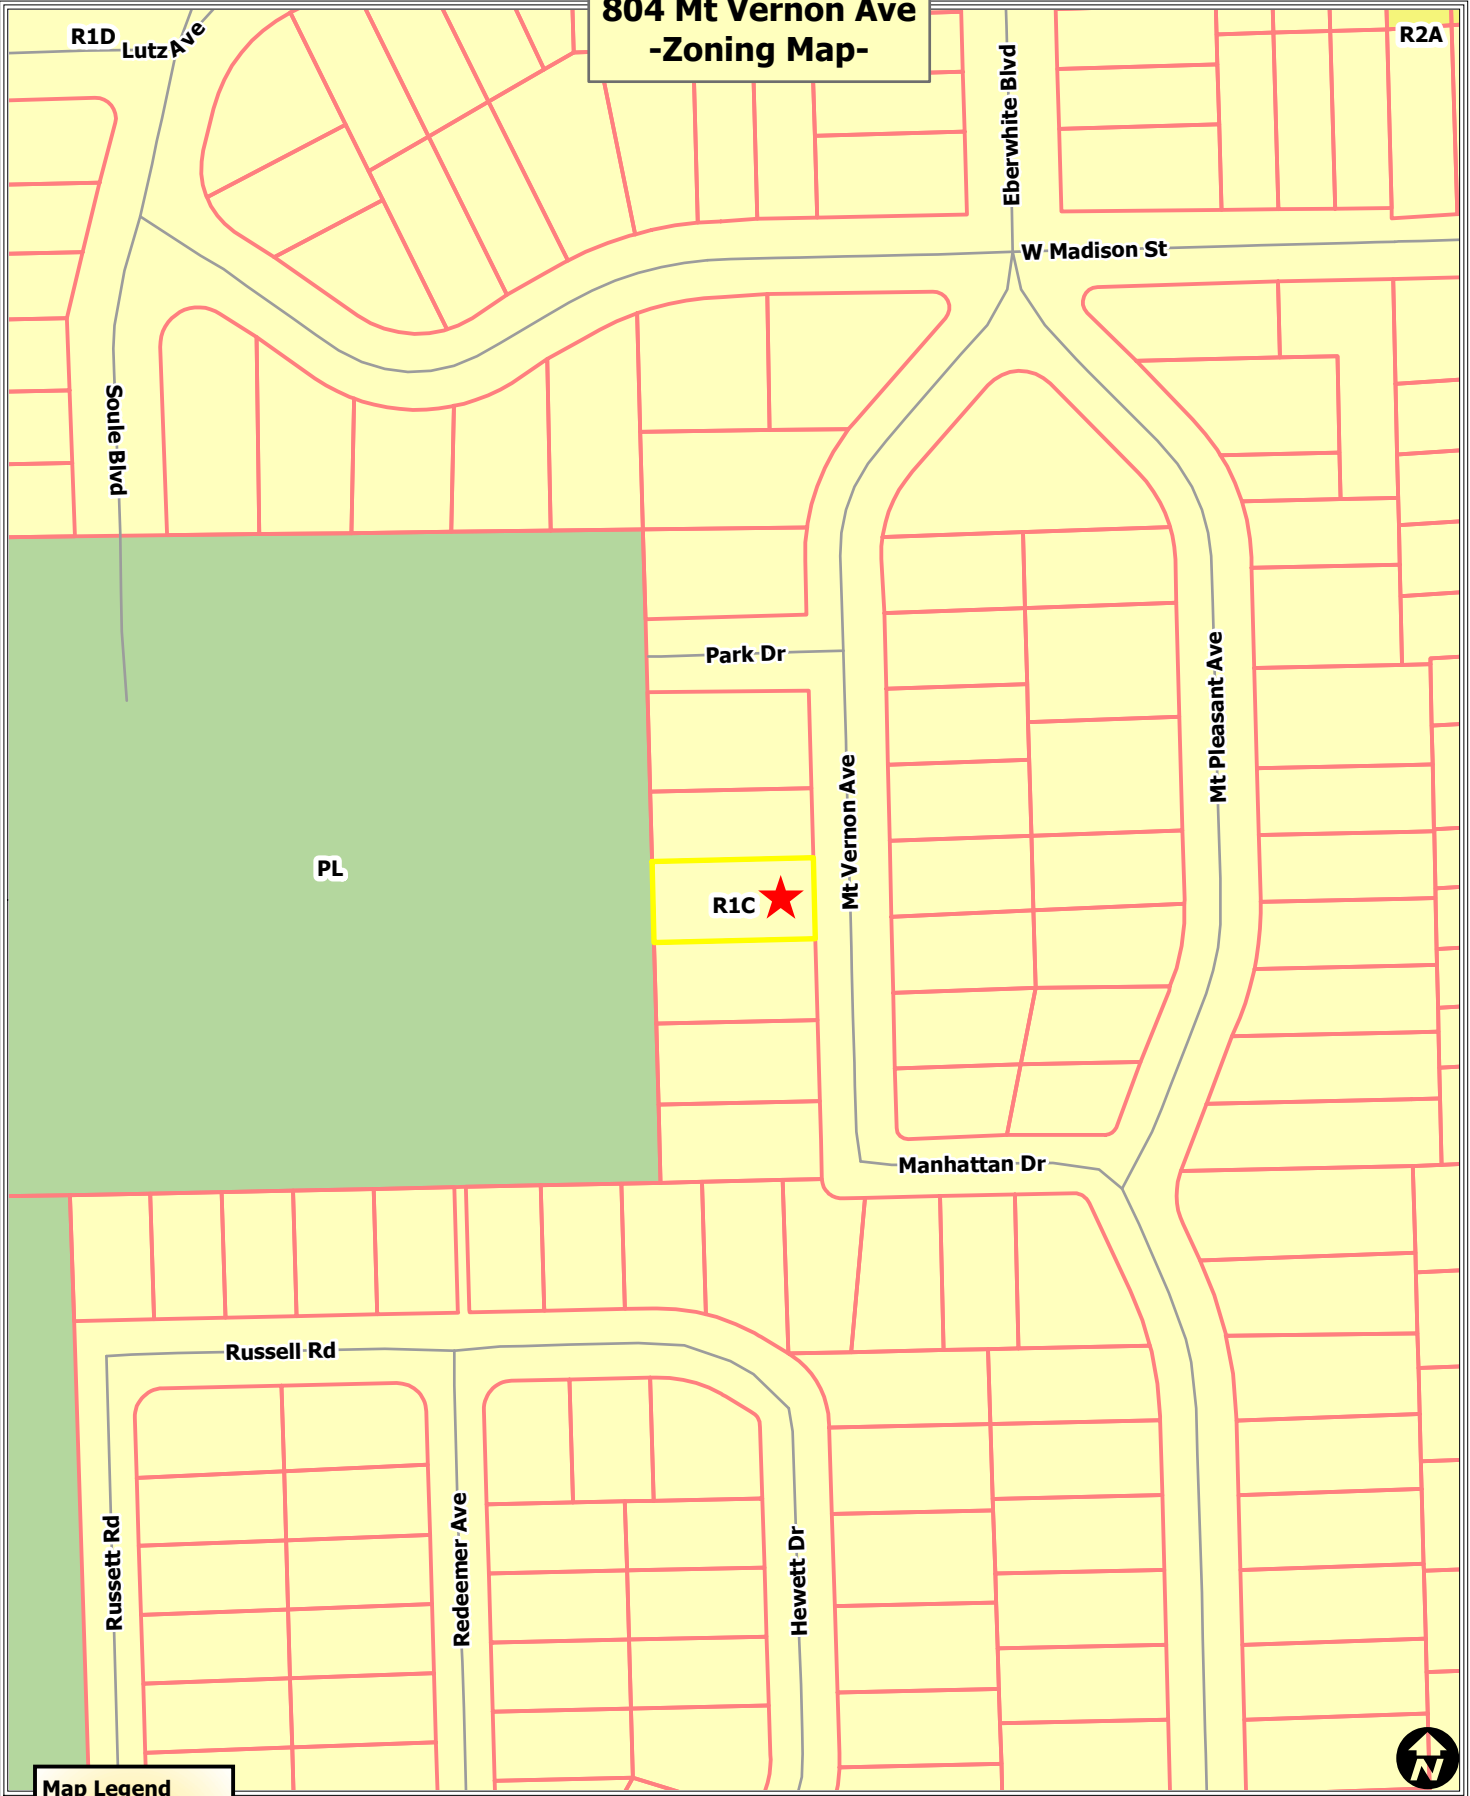 804 Mt Vernon Ave
-Zoning Map-
R1D
Lutz Ave
R2A
Eberwhite Blvd
W Madison St
Soule Blvd
Park Dr
Mt Pleasant Ave
Mt Vernon Ave
PL
R1C
Manhattan Dr
Russell Rd
Russett Rd
Redeemer Ave
Hewett Dr
N
Map Legend